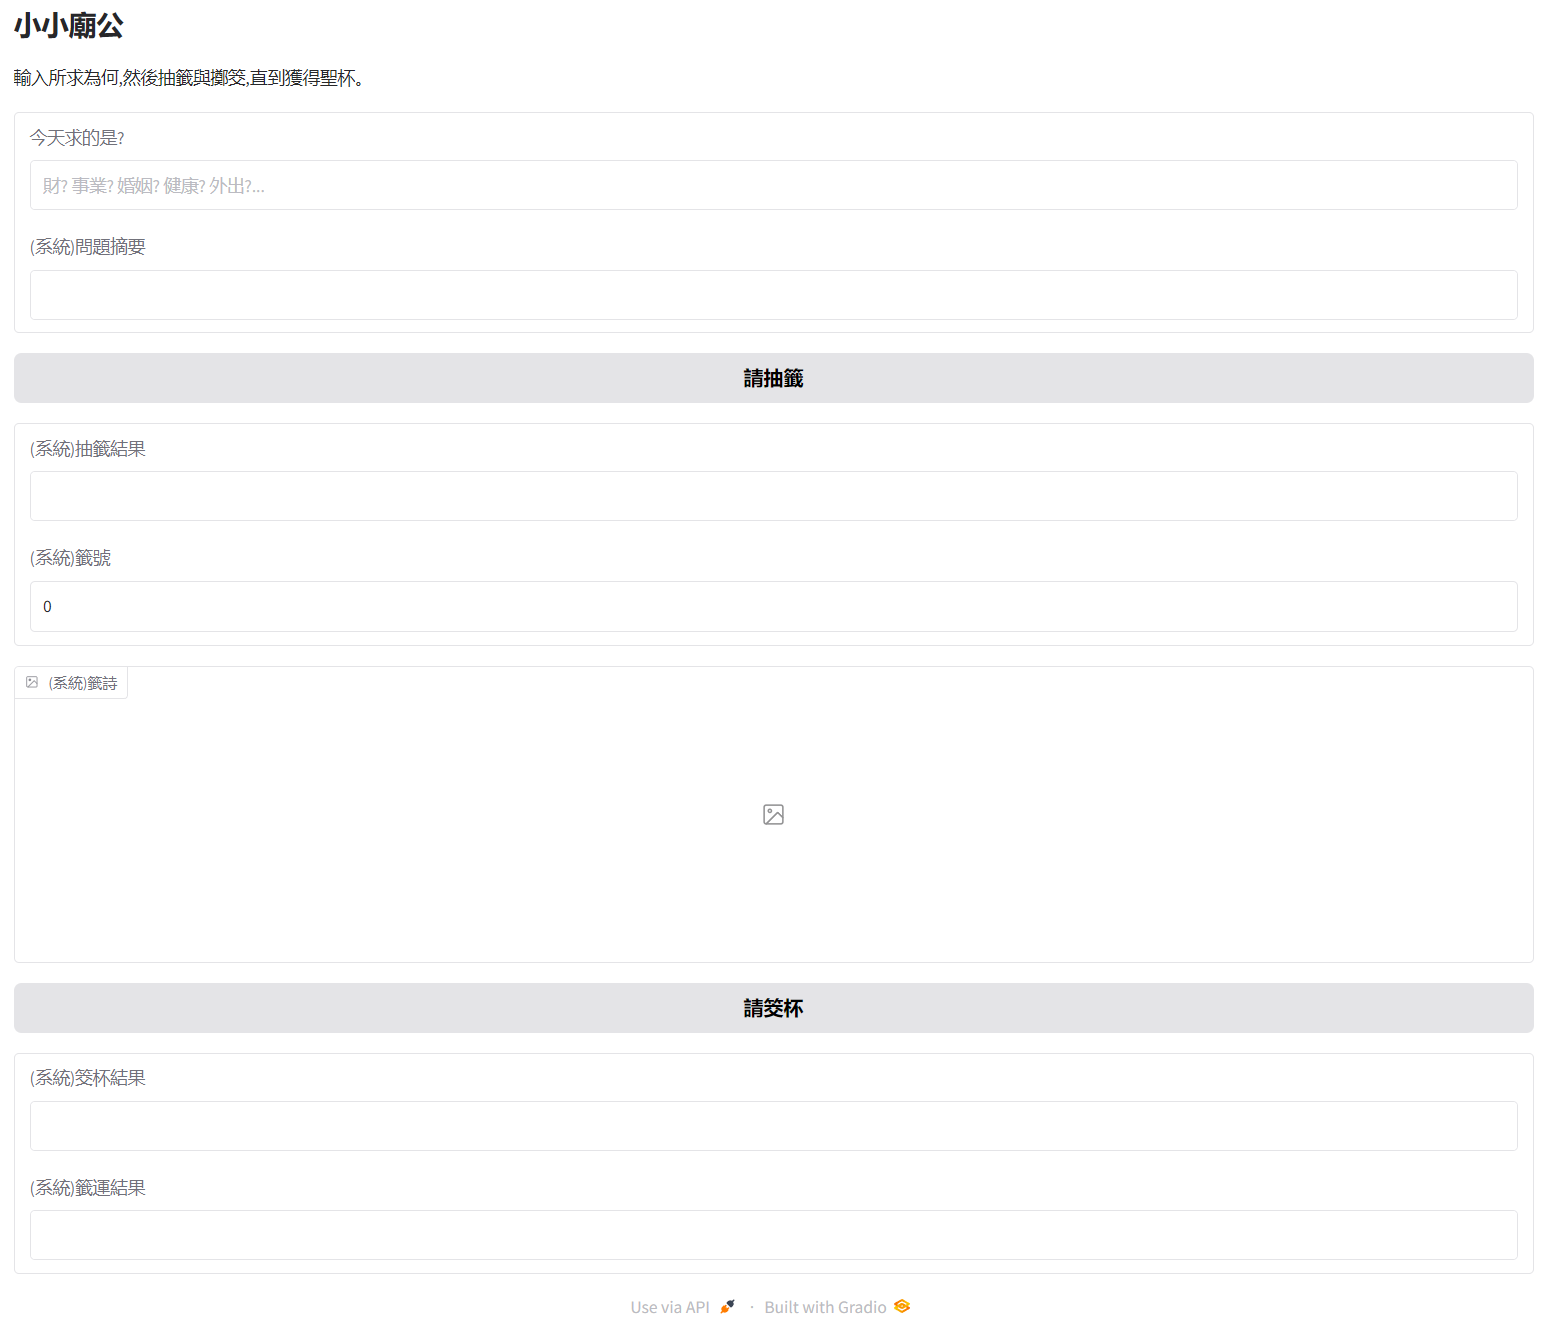 小小廟公
輸入所求為何,然後抽籤與擲筊,直到獲得聖杯。
今天求的是?
財? 事業? 婚姻? 健康? 外出?...
(系統)問題摘要
請抽籤
(系統)抽籤結果
(系統)籤號
0
(系統)籤詩
請筊杯
(系統)筊杯結果
(系統)籤運結果
Use via API · Built with Gradio